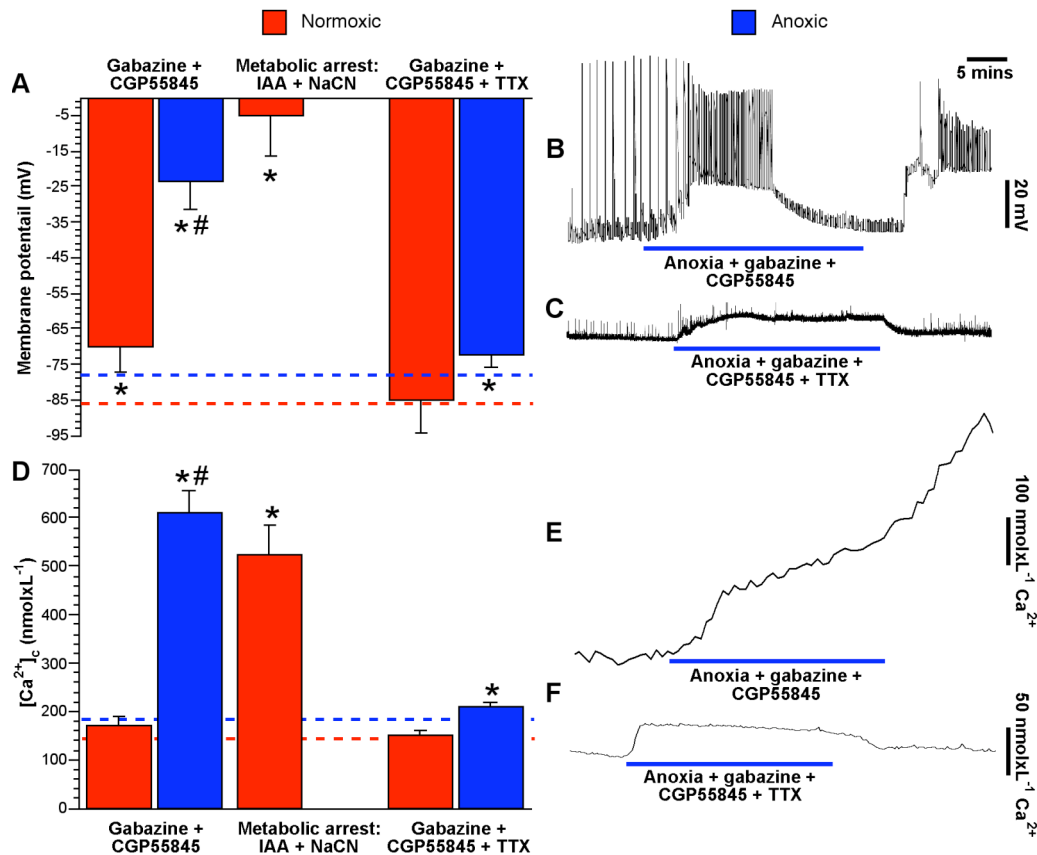 Normoxic
Anoxic
A
Gabazine +
CGP55845
Metabolic arrest:
IAA + NaCN
Gabazine +
CGP55845 + TTX
Membrane potentail (mV)
-5
-15
-25
-35
-45
-55
-65
-75
-85
-95
*
*#
*
*
B
5 mins
20 mV
Anoxia + gabazine +
CGP55845
C
Anoxia + gabazine +
CGP55845 + TTX
D
[Ca²⁺]c (nmolxL⁻¹)
700
600
500
400
300
200
100
0
*#
*
*
Gabazine +
CGP55845
Metabolic arrest:
IAA + NaCN
Gabazine +
CGP55845 + TTX
E
100 nmolxL⁻¹ Ca²⁺
Anoxia + gabazine +
CGP55845
F
50 nmolxL⁻¹ Ca²⁺
Anoxia + gabazine +
CGP55845 + TTX